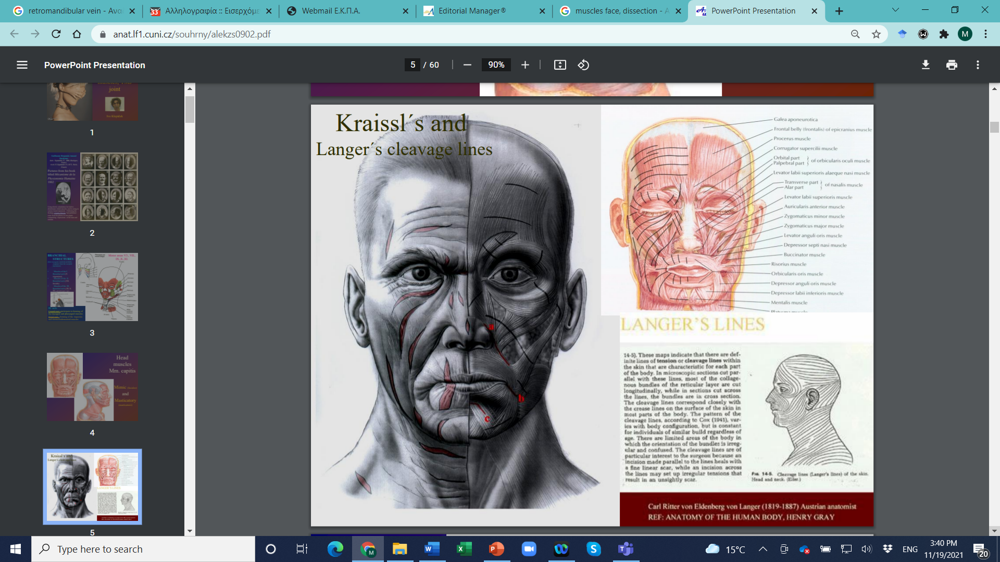 retromandibular vein - Ανα
Αλληλογραφία :: Εισερχόμε
Webmail Ε.Κ.Π.Α.
Editorial Manager®
muscles face, dissection - Α
PowerPoint Presentation
anat.lf1.cuni.cz/souhrny/alekzs0902.pdf
M
PowerPoint Presentation
5 / 60
90%
joint
1
2
3
Head
muscles
Mm. capitis
Mimic
and
Masticatory
4
Kraissl´s and
Langer´s cleavage lines
LANGER'S LINES
5
Kraissl´s and
Langer´s cleavage lines
a
b
c
Galea aponeurotica
Frontal belly (frontalis) of epicranius muscle
Procerus muscle
Corrugator supercilii muscle
Orbital part
Palpebral part
of orbicularis oculi muscle
Levator labii superioris alaeque nasi muscle
Transverse part
Alar part
of nasalis muscle
Levator labii superioris muscle
Auricularis anterior muscle
Zygomaticus minor muscle
Zygomaticus major muscle
Levator anguli oris muscle
Depressor septi nasi muscle
Buccinator muscle
Risorius muscle
Orbicularis oris muscle
Depressor anguli oris muscle
Depressor labii inferioris muscle
Mentalis muscle
Platysma muscle
LANGER'S LINES
14-5). These maps indicate that there are def-
inite lines of tension or cleavage lines within
the skin that are characteristic for each part
of the body. In microscopic sections cut par-
allel with these lines, most of the collage-
nous bundles of the reticular layer are cut
longitudinally, while in sections cut across
the lines, the bundles are in cross section.
The cleavage lines correspond closely with
the crease lines on the surface of the skin in
most parts of the body. The pattern of the
cleavage lines, according to Cox (1941), var-
ies with body configuration, but is constant
for individuals of similar build regardless of
age. There are limited areas of the body in
which the orientation of the bundles is irreg-
ular and confused. The cleavage lines are of
particular interest to the surgeon because an
incision made parallel to the lines heals with
a fine linear scar, while an incision across
the lines may set up irregular tensions that
result in an unsightly scar.
FIG. 14-5. Cleavage lines (Langer's lines) of the skin.
Head and neck. (Eller.)
Carl Ritter von Eldenberg von Langer (1819-1887) Austrian anatomist
REF: ANATOMY OF THE HUMAN BODY, HENRY GRAY
Type here to search
15°C
ENG
3:40 PM
11/19/2021
20